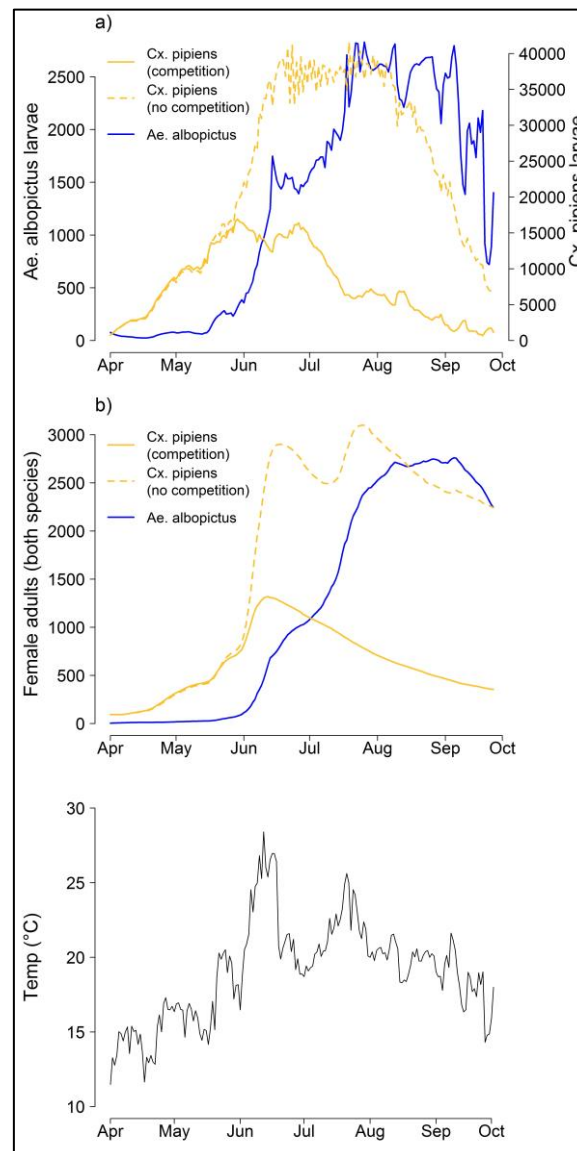 a)
Cx. pipiens
(competition)
Cx. pipiens
(no competition)
Ae. albopictus
Ae. albopictus larvae
2500
2000
1500
1000
500
0
Cx. pipiens larvae
40000
35000
30000
25000
20000
15000
10000
5000
0
Apr May Jun Jul Aug Sep Oct
b)
Cx. pipiens
(competition)
Cx. pipiens
(no competition)
Ae. albopictus
Female adults (both species)
3000
2500
2000
1500
1000
500
0
Apr May Jun Jul Aug Sep Oct
Temp (°C)
30
25
20
15
10
Apr May Jun Jul Aug Sep Oct